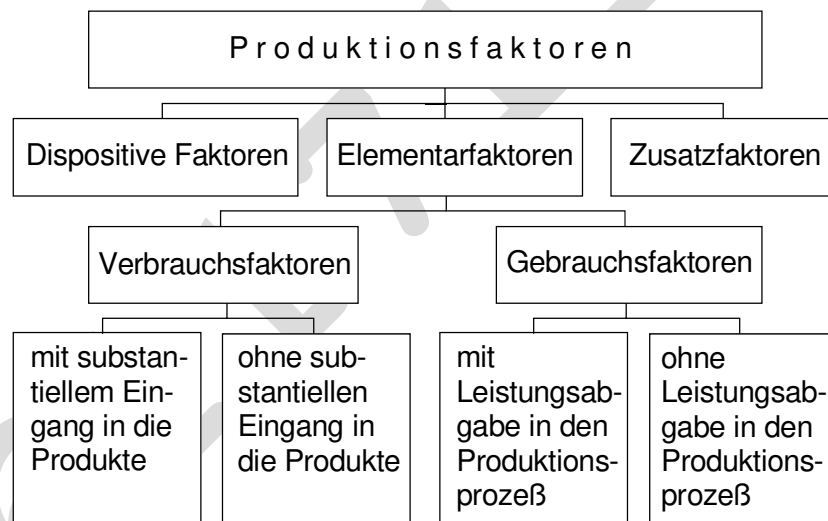 Produktionsfaktoren
Dispositive Faktoren
Elementarfaktoren
Zusatzfaktoren
Verbrauchsfaktoren
Gebrauchsfaktoren
mit substan-
tiellem Ein-
gang in die
Produkte
ohne sub-
stantiellen
Eingang in
die Produkte
mit
Leistungsab-
gabe in den
Produktions-
prozeß
ohne
Leistungsab-
gabe in den
Produktions-
prozeß